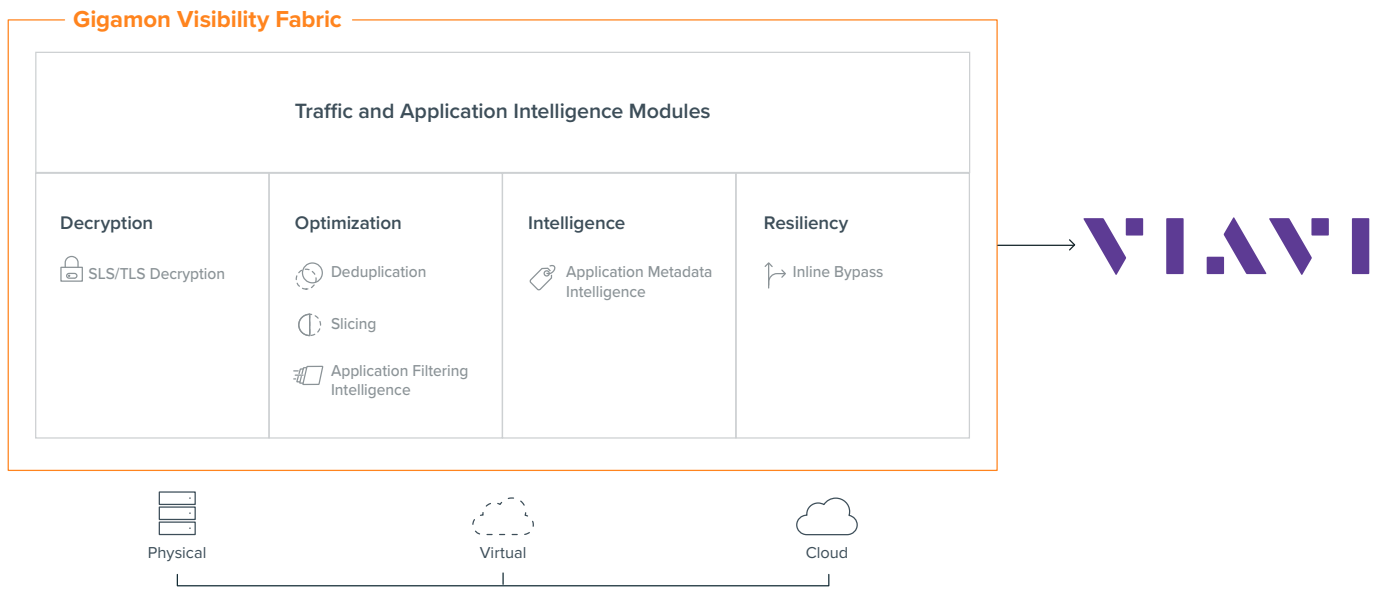 Gigamon Visibility Fabric
Traffic and Application Intelligence Modules
Decryption
SLS/TLS Decryption
Optimization
Deduplication
Slicing
Application Filtering
Intelligence
Intelligence
Application Metadata
Intelligence
Resiliency
Inline Bypass
VIAVI
Physical
Virtual
Cloud